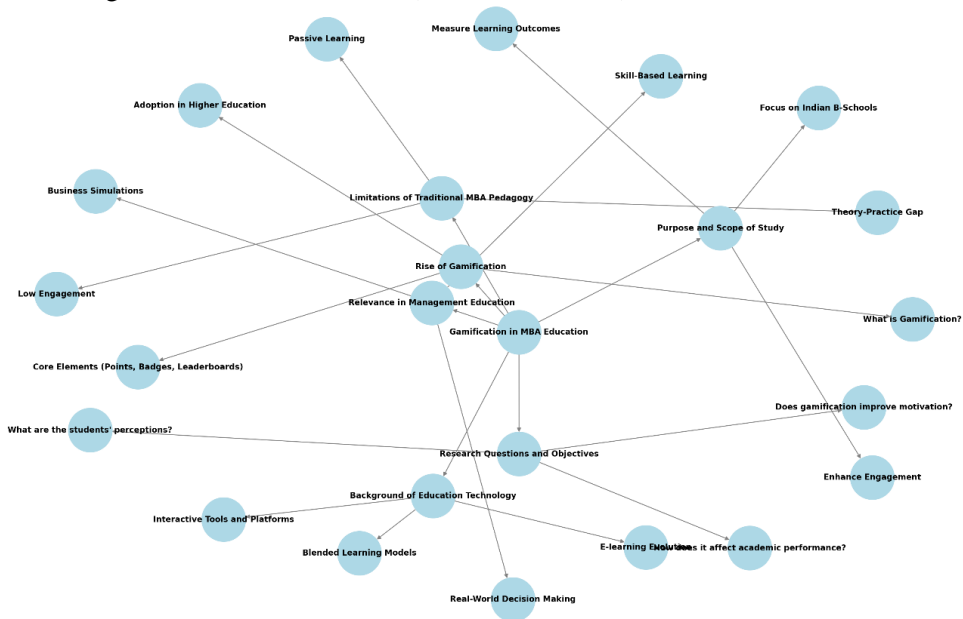 Measure Learning Outcomes
Passive Learning
Skill-Based Learning
Adoption in Higher Education
Focus on Indian B-Schools
Business Simulations
Limitations of Traditional MBA Pedagogy
Theory-Practice Gap
Purpose and Scope of Study
Rise of Gamification
Low Engagement
Relevance in Management Education
What is Gamification?
Gamification in MBA Education
Core Elements (Points, Badges, Leaderboards)
Does gamification improve motivation?
What are the students' perceptions?
Research Questions and Objectives
Enhance Engagement
Background of Education Technology
Interactive Tools and Platforms
E-learning Evolution
How does it affect academic performance?
Blended Learning Models
Real-World Decision Making